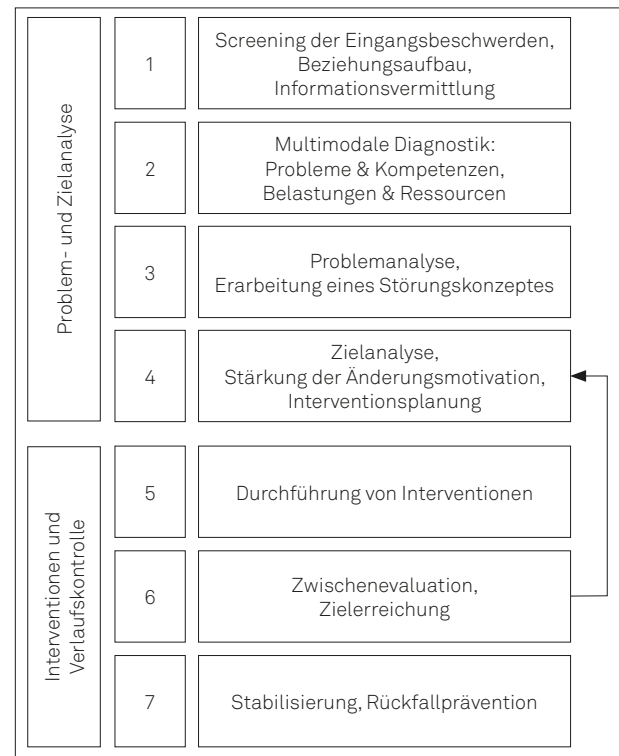 Problem- und Zielanalyse
1
Screening der Eingangsbeschwerden,
Beziehungsaufbau,
Informationsvermittlung
2
Multimodale Diagnostik:
Probleme & Kompetenzen,
Belastungen & Ressourcen
3
Problemanalyse,
Erarbeitung eines Störungskonzeptes
4
Zielanalyse,
Stärkung der Änderungsmotivation,
Interventionsplanung
Interventionen und
Verlaufskontrolle
5
Durchführung von Interventionen
6
Zwischenevaluation,
Zielerreichung
7
Stabilisierung, Rückfallprävention